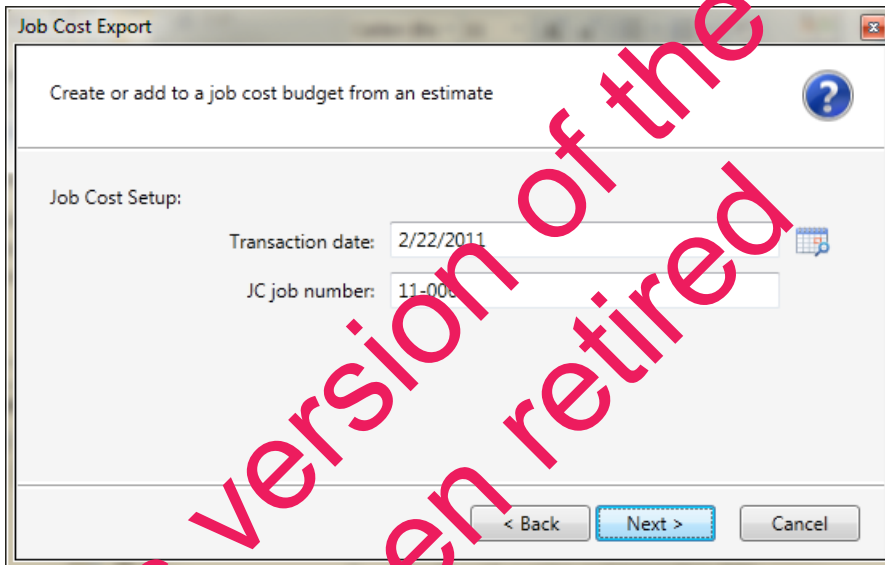 Job Cost Export
Create or add to a job cost budget from an estimate
Job Cost Setup:
Transaction date: 2/22/2011
JC job number:
< Back Next > Cancel
version of the
retired